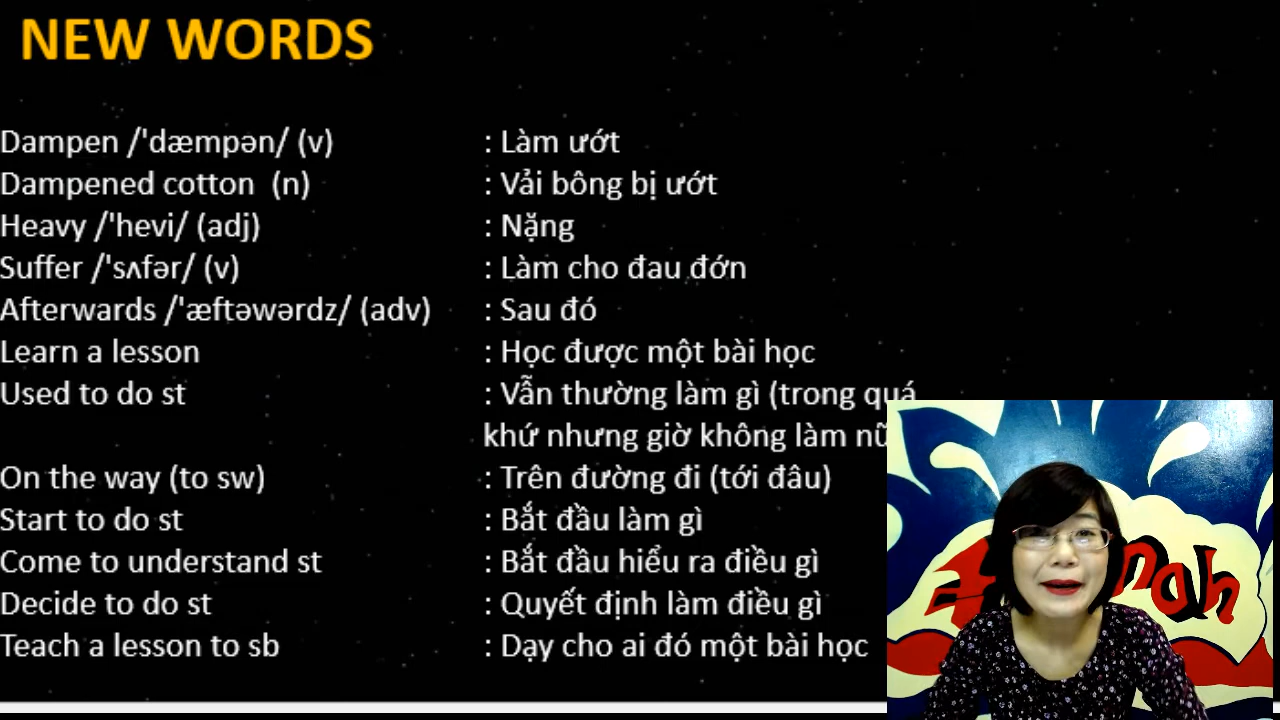 NEW WORDS
Dampen /'dæmpən/ (v) : Làm ướt
Dampened cotton (n) : Vải bông bị ướt
Heavy /'hevi/ (adj) : Nặng
Suffer /'sʌfər/ (v) : Làm cho đau đớn
Afterwards /'æftəwərdz/ (adv) : Sau đó
Learn a lesson : Học được một bài học
Used to do st : Vẫn thường làm gì (trong quá
khứ nhưng giờ không làm
On the way (to sw) : Trên đường đi (tới đâu)
Start to do st : Bắt đầu làm gì
Come to understand st : Bắt đầu hiểu ra điều gì
Decide to do st : Quyết định làm điều gì
Teach a lesson to sb : Dạy cho ai đó một bài học